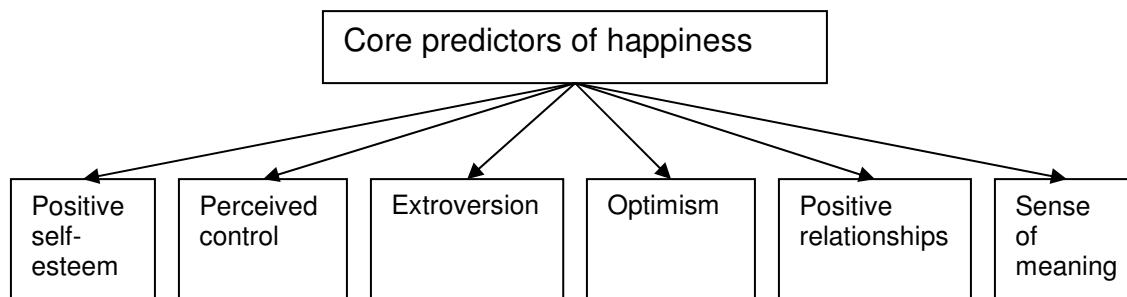 Core predictors of happiness
Positive
self-
esteem
Perceived
control
Extroversion
Optimism
Positive
relationships
Sense
of
meaning